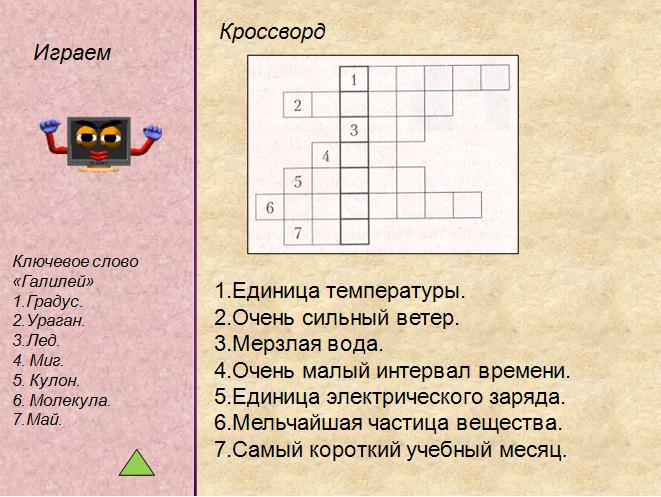 Играем
Кроссворд
1
2
3
4
5
6
7
Ключевое слово
«Галилей»
1.Градус.
2.Ураган.
3.Лед.
4. Миг.
5. Кулон.
6. Молекула.
7.Май.
1.Единица температуры.
2.Очень сильный ветер.
3.Мерзлая вода.
4.Очень малый интервал времени.
5.Единица электрического заряда.
6.Мельчайшая частица вещества.
7.Самый короткий учебный месяц.